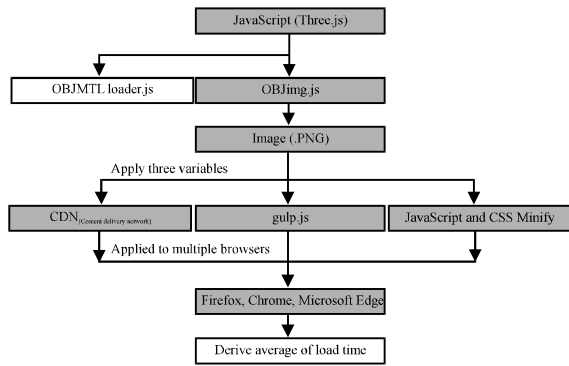 JavaScript (Three.js)
OBJMTL loader.js
OBJimg.js
Image (.PNG)
Apply three variables
CDN(Content delivery network)
gulp.js
JavaScript and CSS Minify
Applied to multiple browsers
Firefox, Chrome, Microsoft Edge
Derive average of load time